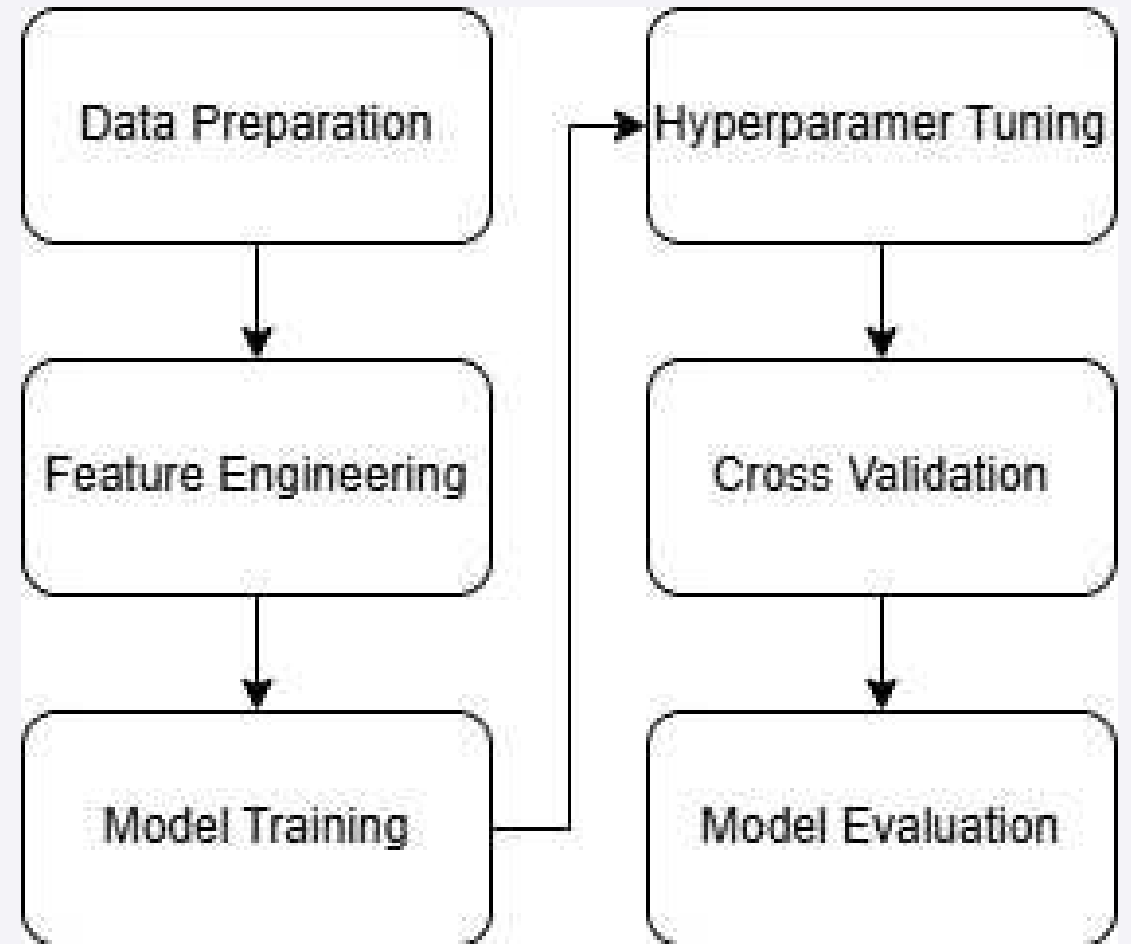 Data Preparation
Feature Engineering
Model Training
Hyperparamer Tuning
Cross Validation
Model Evaluation